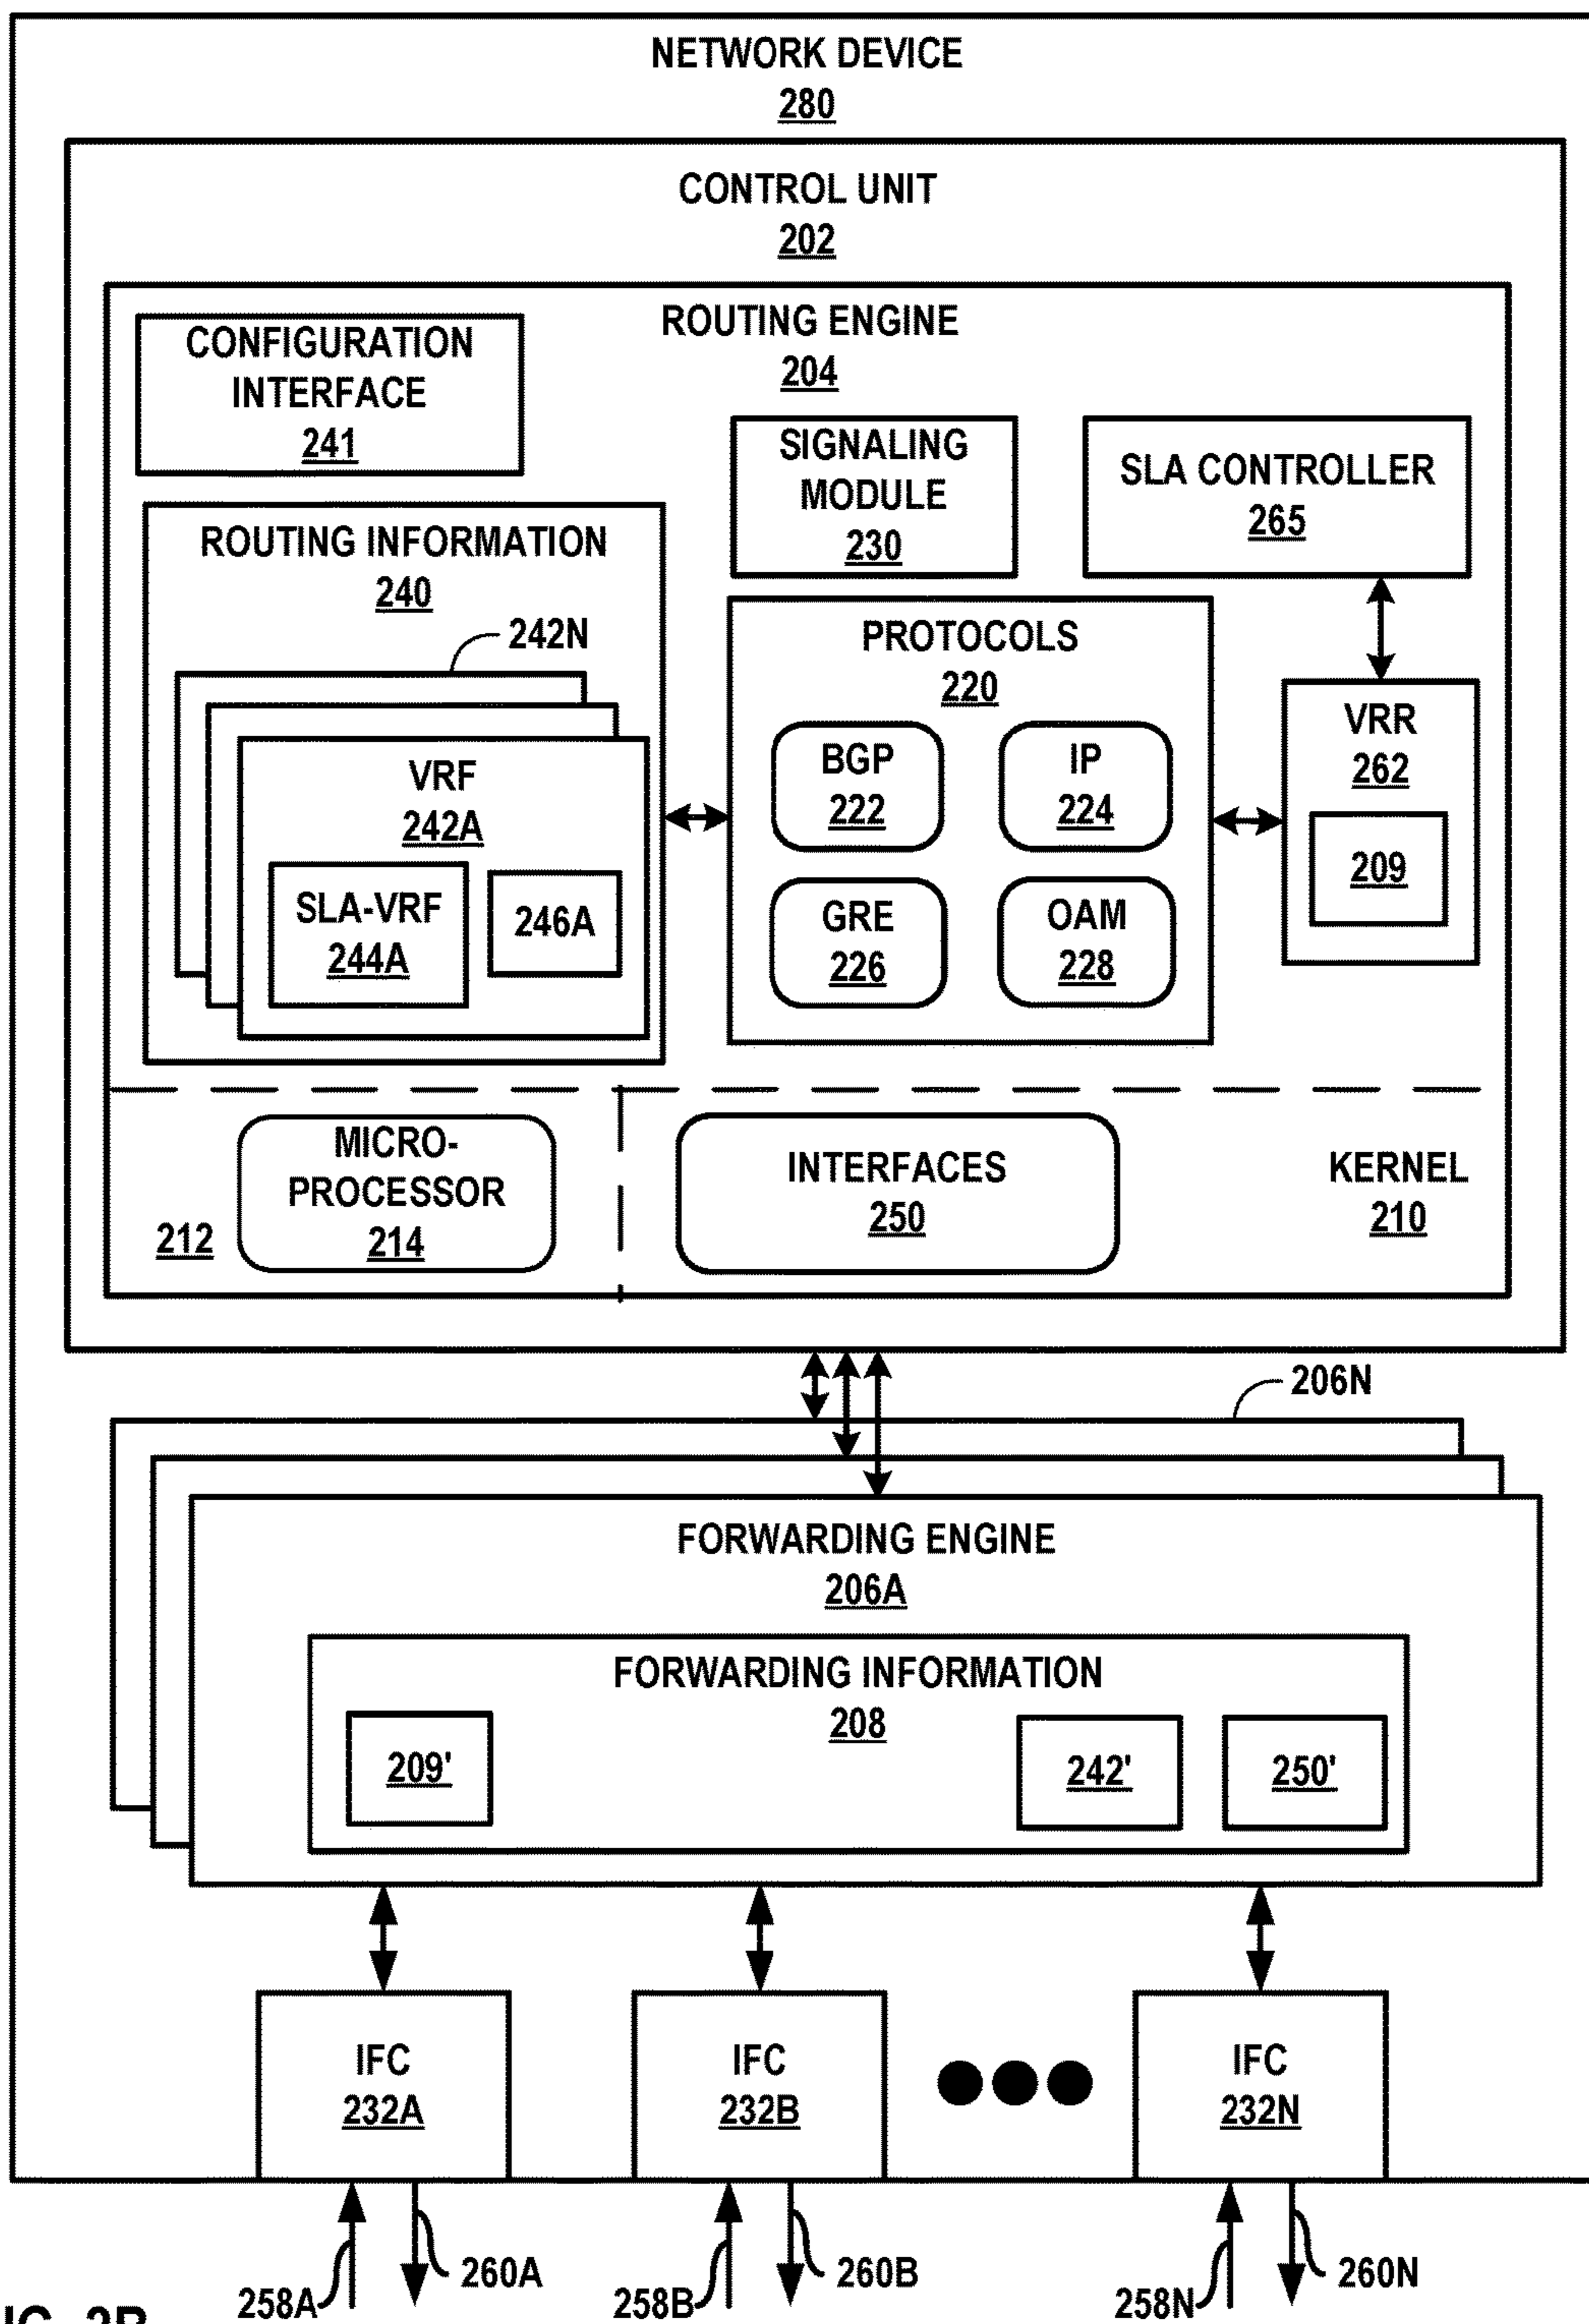 NETWORK DEVICE
280
CONTROL UNIT
202
ROUTING ENGINE
204
CONFIGURATION
INTERFACE
241
SIGNALING
MODULE
230
SLA CONTROLLER
265
ROUTING INFORMATION
240
242N
VRF
242A
SLA-VRF
244A
246A
PROTOCOLS
220
BGP
222
IP
224
GRE
226
OAM
228
VRR
262
209
212
MICRO-
PROCESSOR
214
INTERFACES
250
KERNEL
210
206N
FORWARDING ENGINE
206A
FORWARDING INFORMATION
208
209'
242'
250'
IFC
232A
IFC
232B
IFC
232N
258A
260A
258B
260B
258N
260N